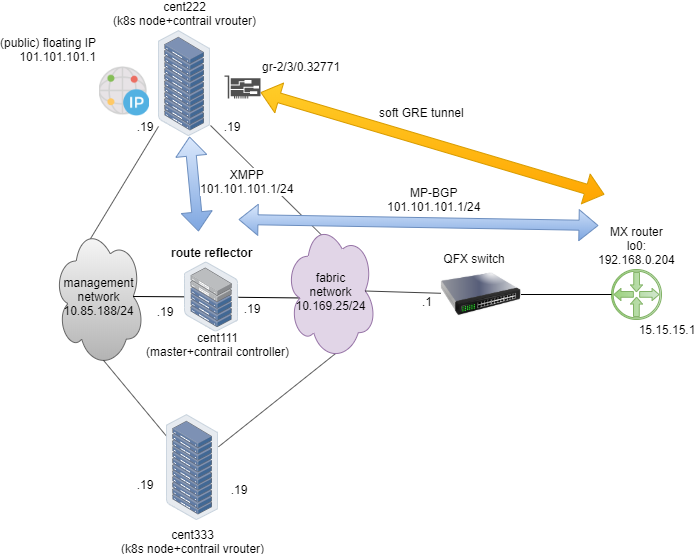 cent222
(k8s node+contrail vrouter)
(public) floating IP
101.101.101.1
IP
gr-2/3/0.32771
soft GRE tunnel
.19
.19
XMPP
101.101.101.1/24
MP-BGP
101.101.101.1/24
MX router
lo0:
192.168.0.204
route reflector
QFX switch
management
network
10.85.188/24
fabric
network
10.169.25/24
.19
.19
.1
15.15.15.1
cent111
(master+contrail controller)
.19
.19
cent333
(k8s node+contrail vrouter)